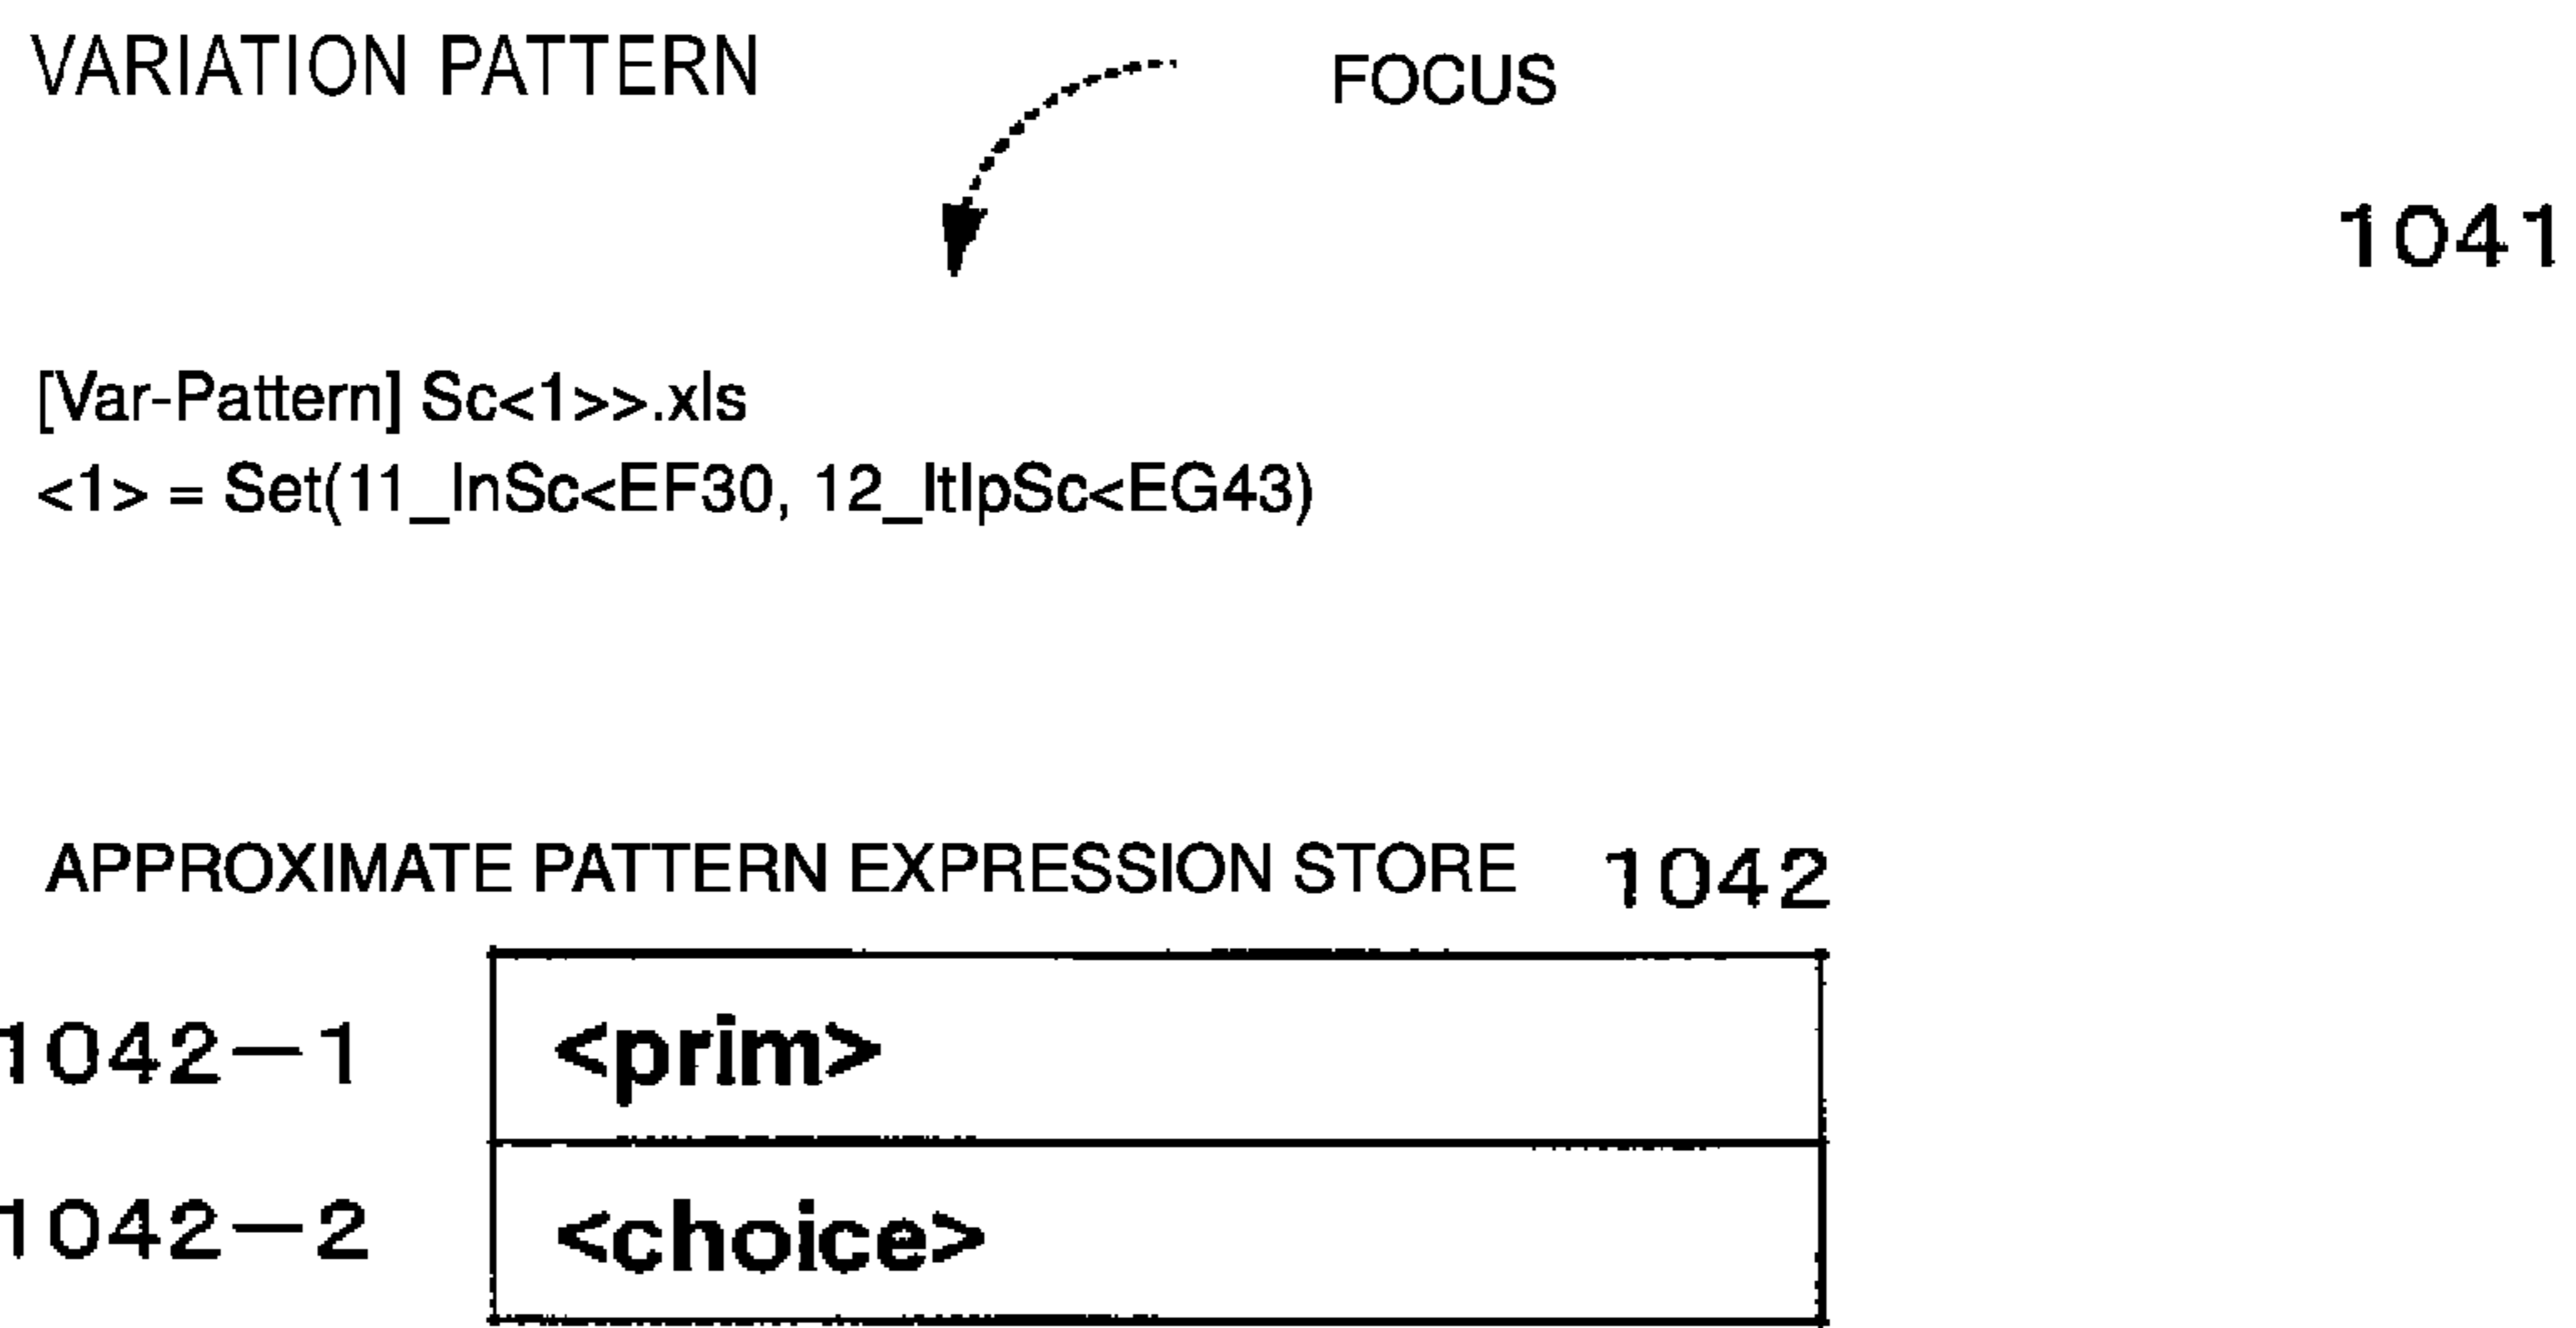 VARIATION PATTERN
FOCUS
1041
[Var-Pattern] Sc<1>>.xls
<1> = Set(11_InSc<EF30, 12_ItIpSc<EG43)
APPROXIMATE PATTERN EXPRESSION STORE 1042
1042-1 <prim>
1042-2 <choice>